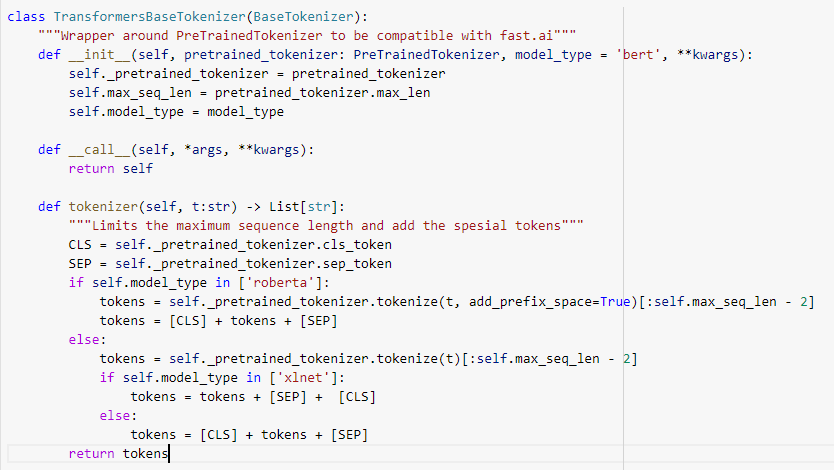 class TransformersBaseTokenizer(BaseTokenizer):
    """Wrapper around PreTrainedTokenizer to be compatible with fast.ai"""
    def __init__(self, pretrained_tokenizer: PreTrainedTokenizer, model_type = 'bert', **kwargs):
        self._pretrained_tokenizer = pretrained_tokenizer
        self.max_seq_len = pretrained_tokenizer.max_len
        self.model_type = model_type

    def __call__(self, *args, **kwargs):
        return self

    def tokenizer(self, t:str) -> List[str]:
        """Limits the maximum sequence length and add the spesial tokens"""
        CLS = self._pretrained_tokenizer.cls_token
        SEP = self._pretrained_tokenizer.sep_token
        if self.model_type in ['roberta']:
            tokens = self._pretrained_tokenizer.tokenize(t, add_prefix_space=True)[:self.max_seq_len - 2]
            tokens = [CLS] + tokens + [SEP]
        else:
            tokens = self._pretrained_tokenizer.tokenize(t)[:self.max_seq_len - 2]
            if self.model_type in ['xlnet']:
                tokens = tokens + [SEP] +  [CLS]
            else:
                tokens = [CLS] + tokens + [SEP]
        return tokens